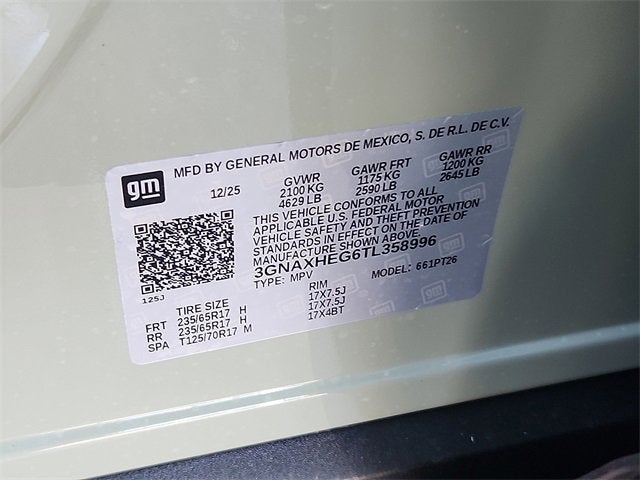 gm
MFD BY GENERAL MOTORS DE MEXICO, S. DE R.L. DE C.V.
12/25 GVWR GAWR FRT GAWR RR
2100 KG 1175 KG 1200 KG
4629 LB 2590 LB 2645 LB
THIS VEHICLE CONFORMS TO ALL
APPLICABLE U.S. FEDERAL MOTOR
VEHICLE SAFETY AND THEFT PREVENTION
STANDARDS IN EFFECT ON THE DATE OF
MANUFACTURE SHOWN ABOVE.
3GNAXHEG6TL358996
TYPE: MPV MODEL: 661PT26
125J
TIRE SIZE RIM
FRT 235/65R17 H 17X7.5J
RR 235/65R17 H 17X7.5J
SPA T125/70R17 M 17X4BT